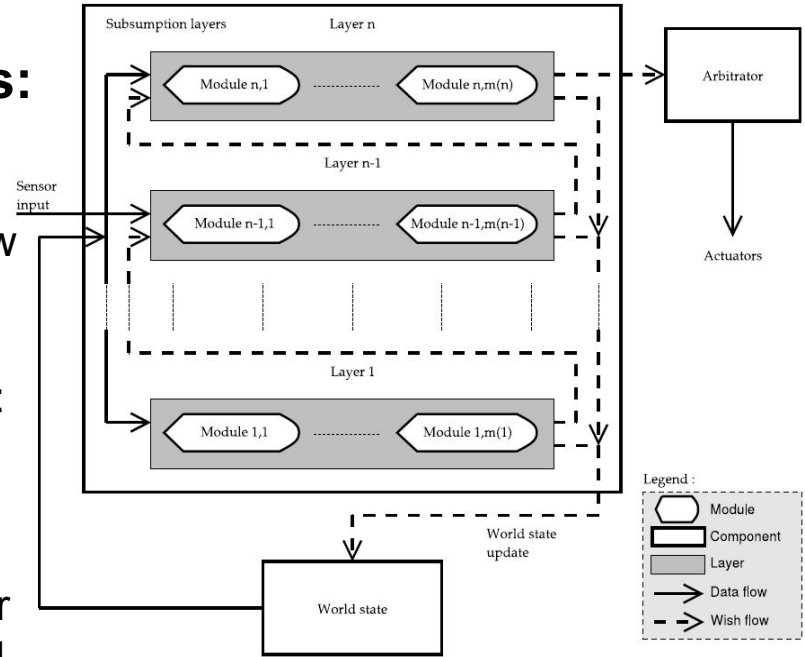 Subsumption layers
Layer n
Module n,1
Module n,m(n)
Arbitrator
s:
Layer n-1
Sensor
input
Module n-1,1
Module n-1,m(n-1)
w
Actuators
Layer 1
Module 1,1
Module 1,m(1)
Legend :
Module
Component
Layer
Data flow
Wish flow
World state
update
World state
r